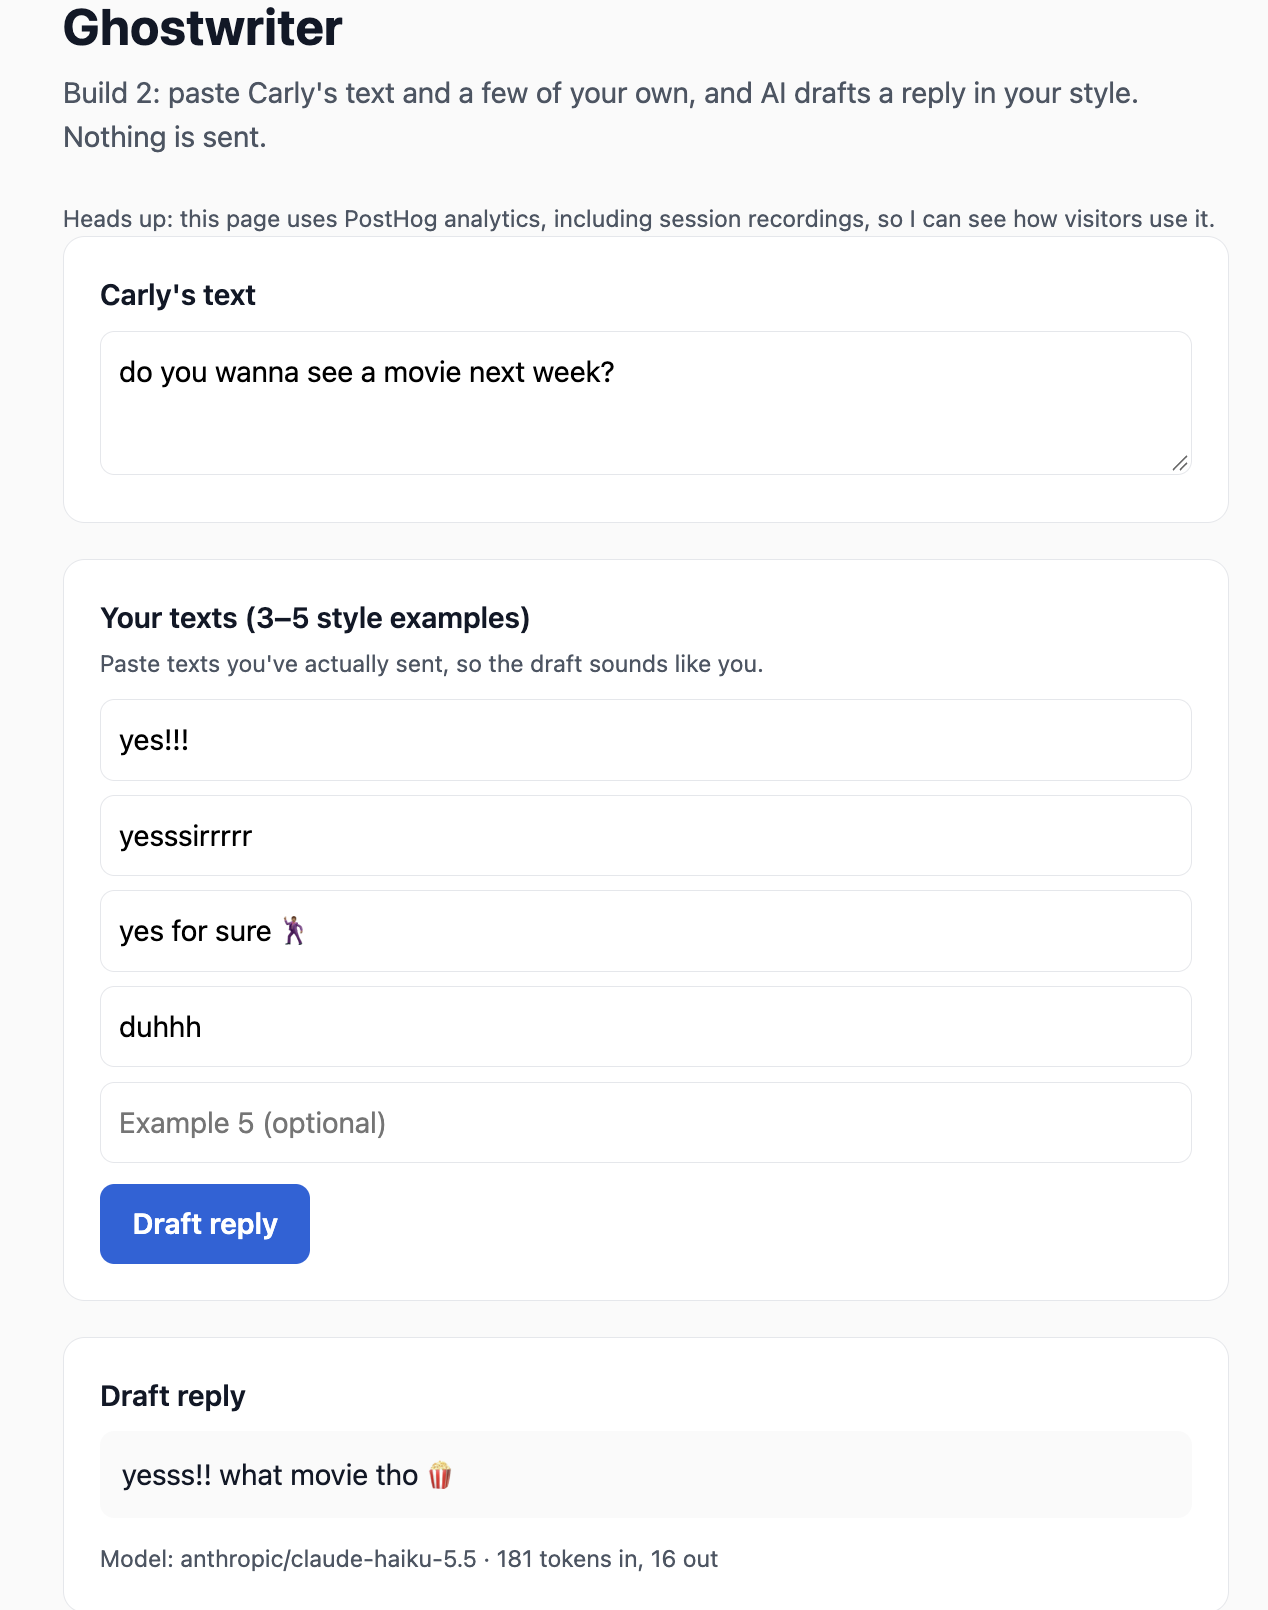 Ghostwriter
Build 2: paste Carly's text and a few of your own, and AI drafts a reply in your style.
Nothing is sent.
Heads up: this page uses PostHog analytics, including session recordings, so I can see how visitors use it.
Carly's text
do you wanna see a movie next week?
Your texts (3–5 style examples)
Paste texts you've actually sent, so the draft sounds like you.
yes!!!
yesssirrrrr
yes for sure 🕺🏾
duhhh
Example 5 (optional)
Draft reply
Draft reply
yesss!! what movie tho 🍿
Model: anthropic/claude-haiku-5.5 · 181 tokens in, 16 out